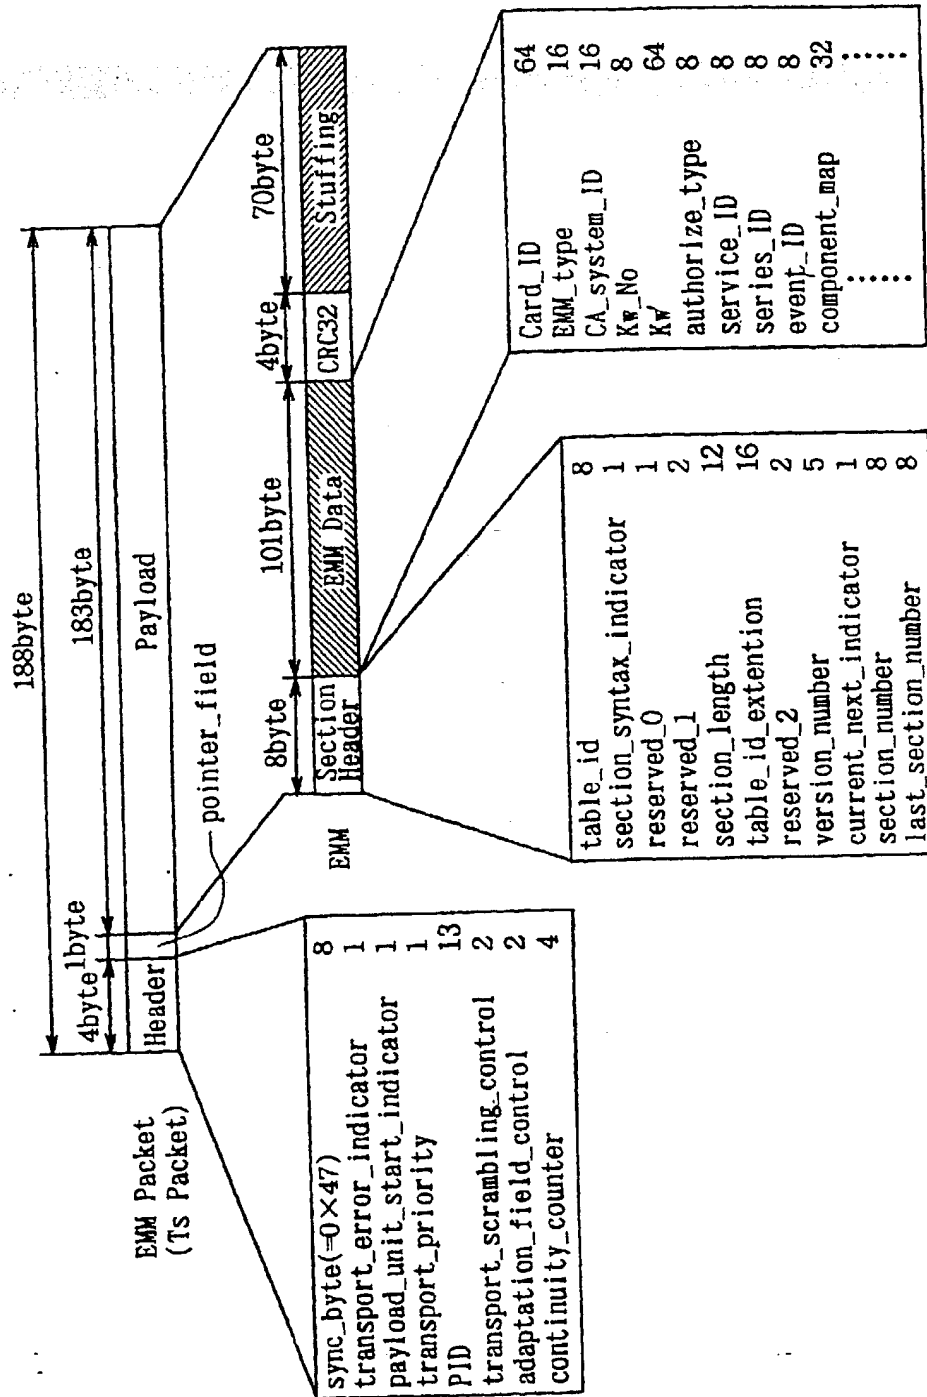 EMM Packet
(Ts Packet)
188byte
4byte
1byte
183byte
Header
Payload
pointer_field
EMM
8byte
101byte
4byte
70byte
Section
Header
EMM Data
CRC32
Stuffing
sync_byte(=0×47) 8
transport_error_indicator 1
payload_unit_start_indicator 1
transport_priority 1
PID 13
transport_scrambling_control 2
adaptation_field_control 2
continuity_counter 4
table_id 8
section_syntax_indicator 1
reserved_0 1
reserved_1 2
section_length 12
table_id_extention 16
reserved_2 2
version_number 5
current_next_indicator 1
section_number 8
last_section_number 8
Card_ID 64
EMM_type 16
CA_system_ID 16
Kw_No 8
Kw' 64
authorize_type 8
service_ID 8
series_ID 8
event_ID 8
component_map 32
...... ......